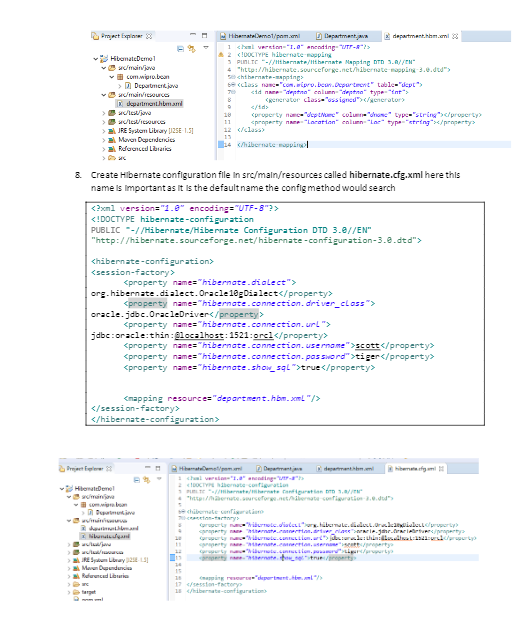 Project Explorer
HibernateDemo1
src/main/java
com.wipro.bean
Department.java
src/main/resources
department.hbm.xml
src/test/java
src/test/resources
JRE System Library [J2SE-1.5]
Maven Dependencies
Referenced Libraries
src
HibernateDemo1/pom.xml Department.java department.hbm.xml
1 <?xml version="1.0" encoding="UTF-8"?>
2 <!DOCTYPE hibernate-mapping
3 PUBLIC "-//Hibernate/Hibernate Mapping DTD 3.0//EN"
4 "http://hibernate.sourceforge.net/hibernate-mapping-3.0.dtd">
5 <hibernate-mapping>
6 <class name="com.wipro.bean.Department" table="dept">
7 <id name="deptno" column="deptno" type="int">
8 <generator class="assigned"></generator>
9 </id>
10 <property name="deptName" column="dname" type="string"></property>
11 <property name="Location" column="Loc" type="string"></property>
12 </class>
13
14 </hibernate-mapping>
8. Create Hibernate configuration file in src/main/resources called hibernate.cfg.xml here this
name is important as it is the default name the config method would search
<?xml version="1.0" encoding="UTF-8"?>
<!DOCTYPE hibernate-configuration
PUBLIC "-//Hibernate/Hibernate Configuration DTD 3.0//EN"
"http://hibernate.sourceforge.net/hibernate-configuration-3.0.dtd">
<hibernate-configuration>
<session-factory>
<property name="hibernate.dialect">
org.hibernate.dialect.Oracle10gDialect</property>
<property name="hibernate.connection.driver_class">
oracle.jdbc.OracleDriver</property>
<property name="hibernate.connection.url">
jdbc:oracle:thin:@localhost:1521:orcl</property>
<property name="hibernate.connection.username">scott</property>
<property name="hibernate.connection.password">tiger</property>
<property name="hibernate.show_sql">true</property>
<mapping resource="department.hbm.xml"/>
</session-factory>
</hibernate-configuration>
Project Explorer
HibernateDemo1
src/main/java
com.wipro.bean
Department.java
src/main/resources
department.hbm.xml
hibernate.cfg.xml
src/test/java
src/test/resources
JRE System Library [J2SE-1.5]
Maven Dependencies
Referenced Libraries
src
target
pom.xml
HibernateDemo1/pom.xml Department.java department.hbm.xml hibernate.cfg.xml
1 <?xml version="1.0" encoding="UTF-8"?>
2 <!DOCTYPE hibernate-configuration
3 PUBLIC "-//Hibernate/Hibernate Configuration DTD 3.0//EN"
4 "http://hibernate.sourceforge.net/hibernate-configuration-3.0.dtd">
5
6 <hibernate-configuration>
7 <session-factory>
8 <property name="hibernate.dialect">org.hibernate.dialect.Oracle10gDialect</property>
9 <property name="hibernate.connection.driver_class">oracle.jdbc.OracleDriver</property>
10 <property name="hibernate.connection.url">jdbc:oracle:thin:@localhost:1521:orcl</property>
11 <property name="hibernate.connection.username">scott</property>
12 <property name="hibernate.connection.password">tiger</property>
13 <property name="hibernate.show_sql">true</property>
14
15
16 <mapping resource="department.hbm.xml"/>
17 </session-factory>
18 </hibernate-configuration>